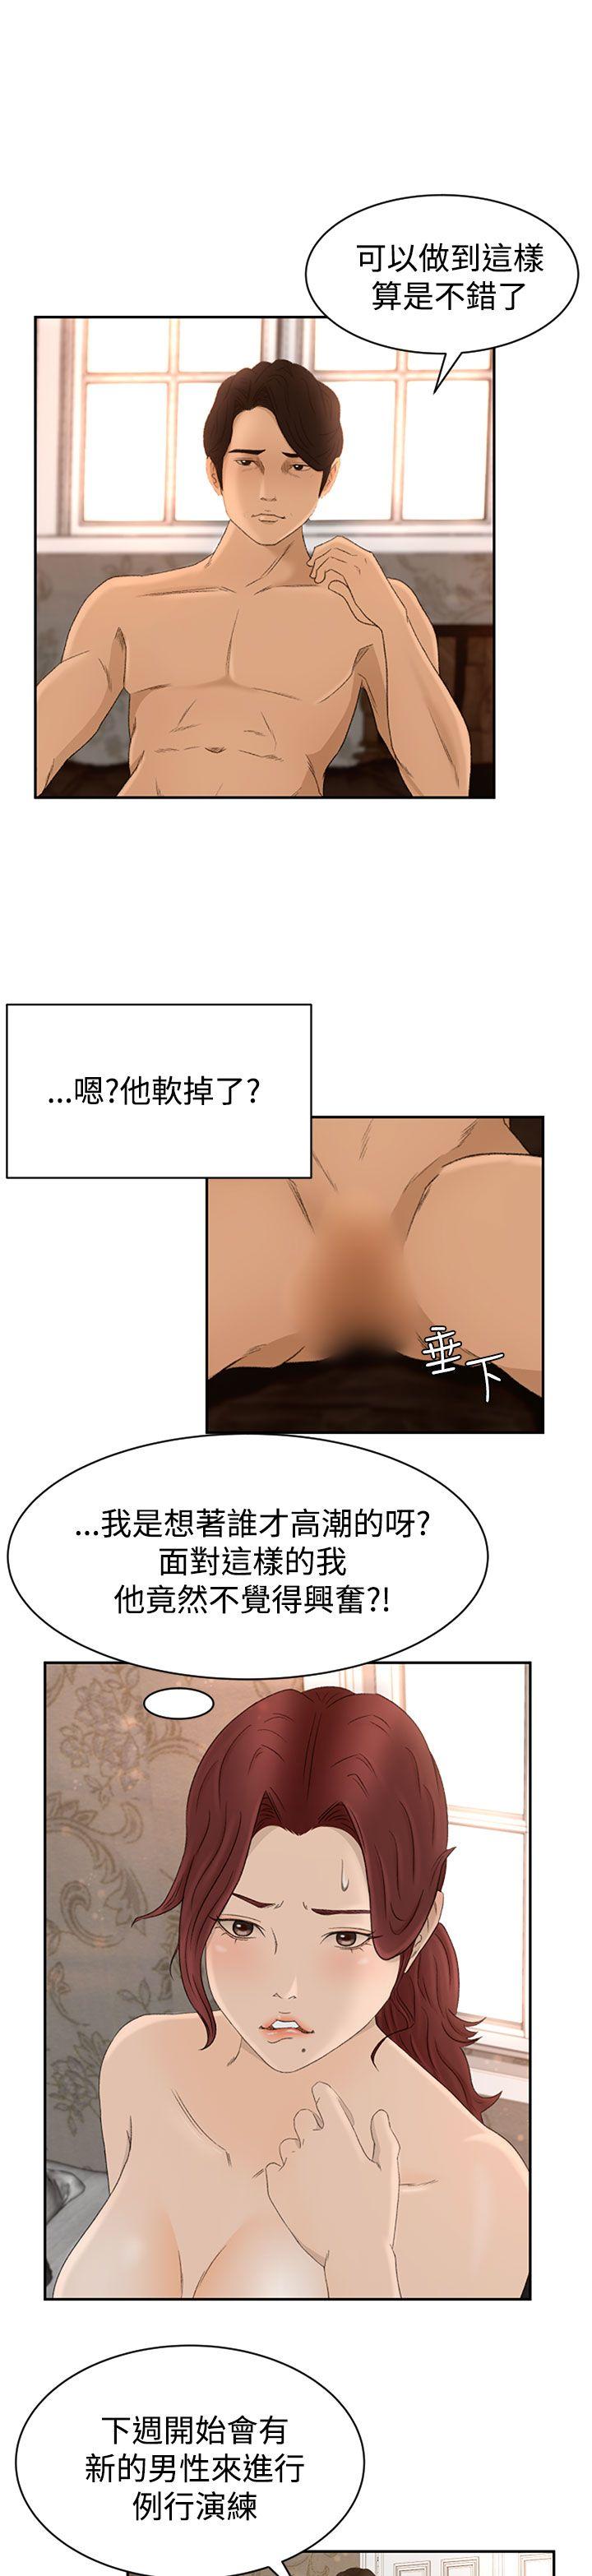 可以做到這樣
算是不錯了
...嗯?他軟掉了?
垂下
...我是想著誰才高潮的呀?
面對這樣的我
他竟然不覺得興奮?!
下週開始會有
新的男性來進行
例行演練